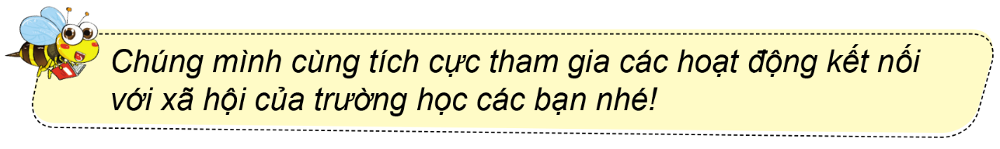 Chúng mình cùng tích cực tham gia các hoạt động kết nối
với xã hội của trường học các bạn nhé!